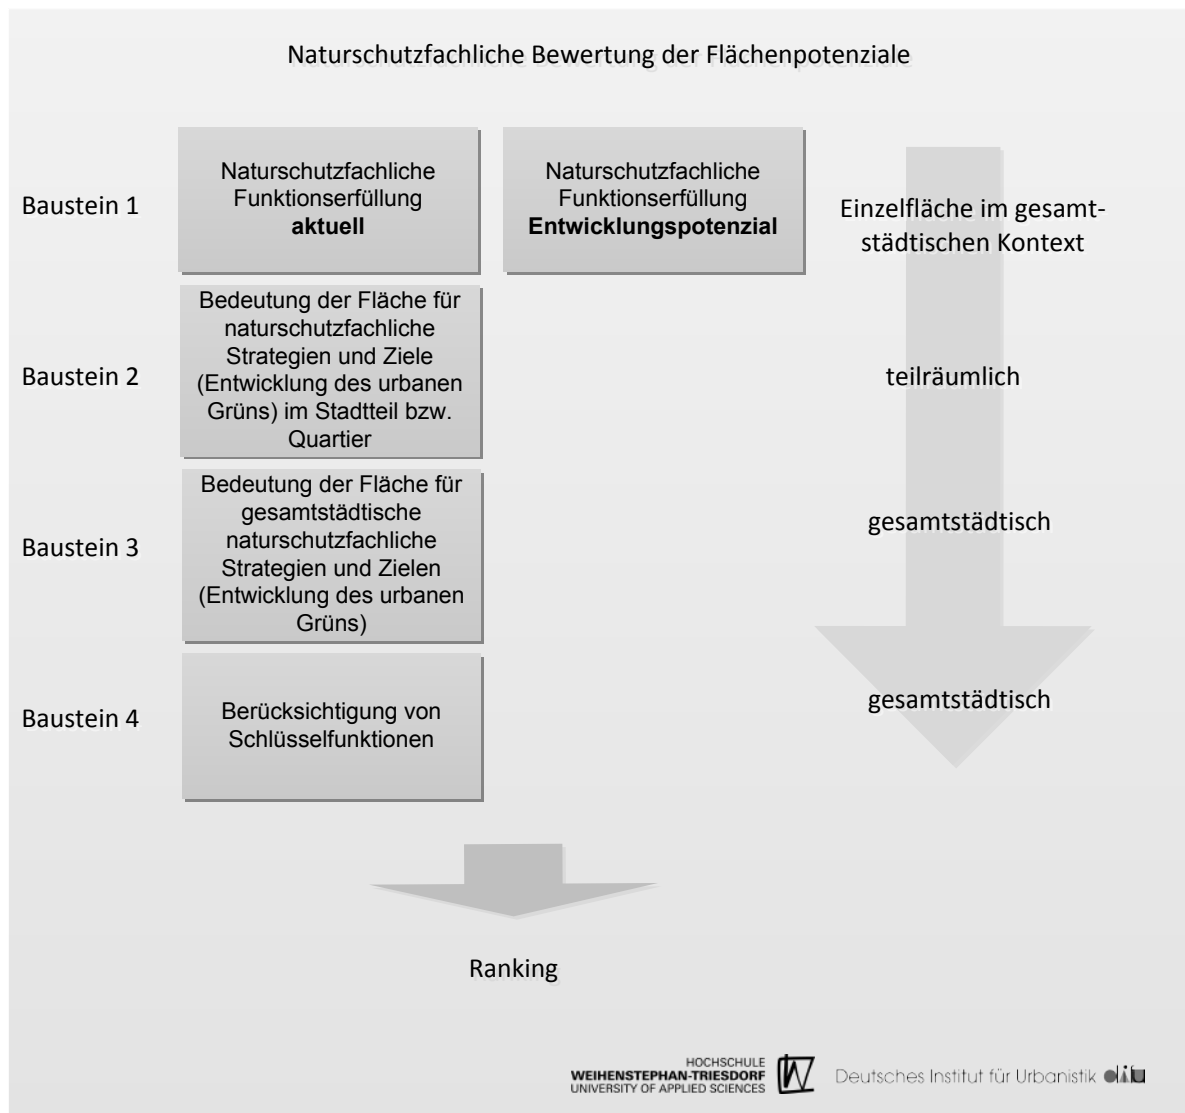 Naturschutzfachliche Bewertung der Flächenpotenziale
Baustein 1
Naturschutzfachliche
Funktionserfüllung
aktuell
Naturschutzfachliche
Funktionserfüllung
Entwicklungspotenzial
Einzelfläche im gesamt-
städtischen Kontext
Baustein 2
Bedeutung der Fläche für
naturschutzfachliche
Strategien und Ziele
(Entwicklung des urbanen
Grüns) im Stadtteil bzw.
Quartier
teilräumlich
Baustein 3
Bedeutung der Fläche für
gesamtstädtische
naturschutzfachliche
Strategien und Zielen
(Entwicklung des urbanen
Grüns)
gesamtstädtisch
Baustein 4
Berücksichtigung von
Schlüsselfunktionen
gesamtstädtisch
Ranking
HOCHSCHULE
WEIHENSTEPHAN-TRIESDORF
UNIVERSITY OF APPLIED SCIENCES
Deutsches Institut für Urbanistik difu